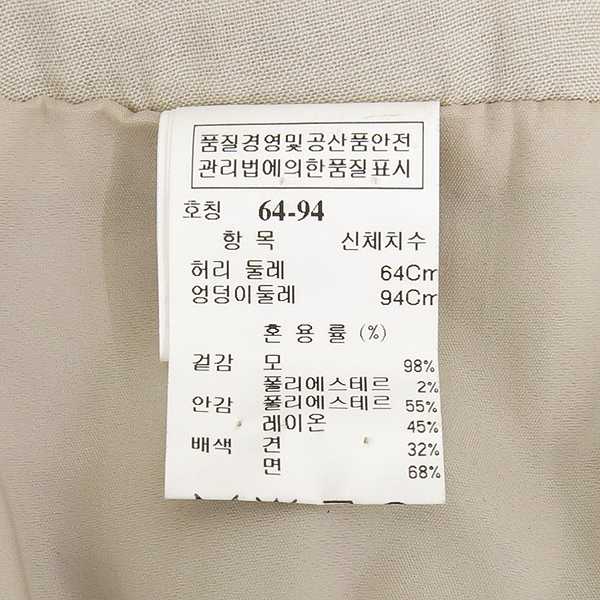 품질경영및공산품안전
관리법에의한품질표시
호칭 64-94
항 목 신체치수
허리 둘레 64Cm
엉덩이둘레 94Cm
혼 용 률 (%)
겉감 모 98%
폴리에스테르 2%
안감 폴리에스테르 55%
레이온 45%
배색 견 32%
면 68%